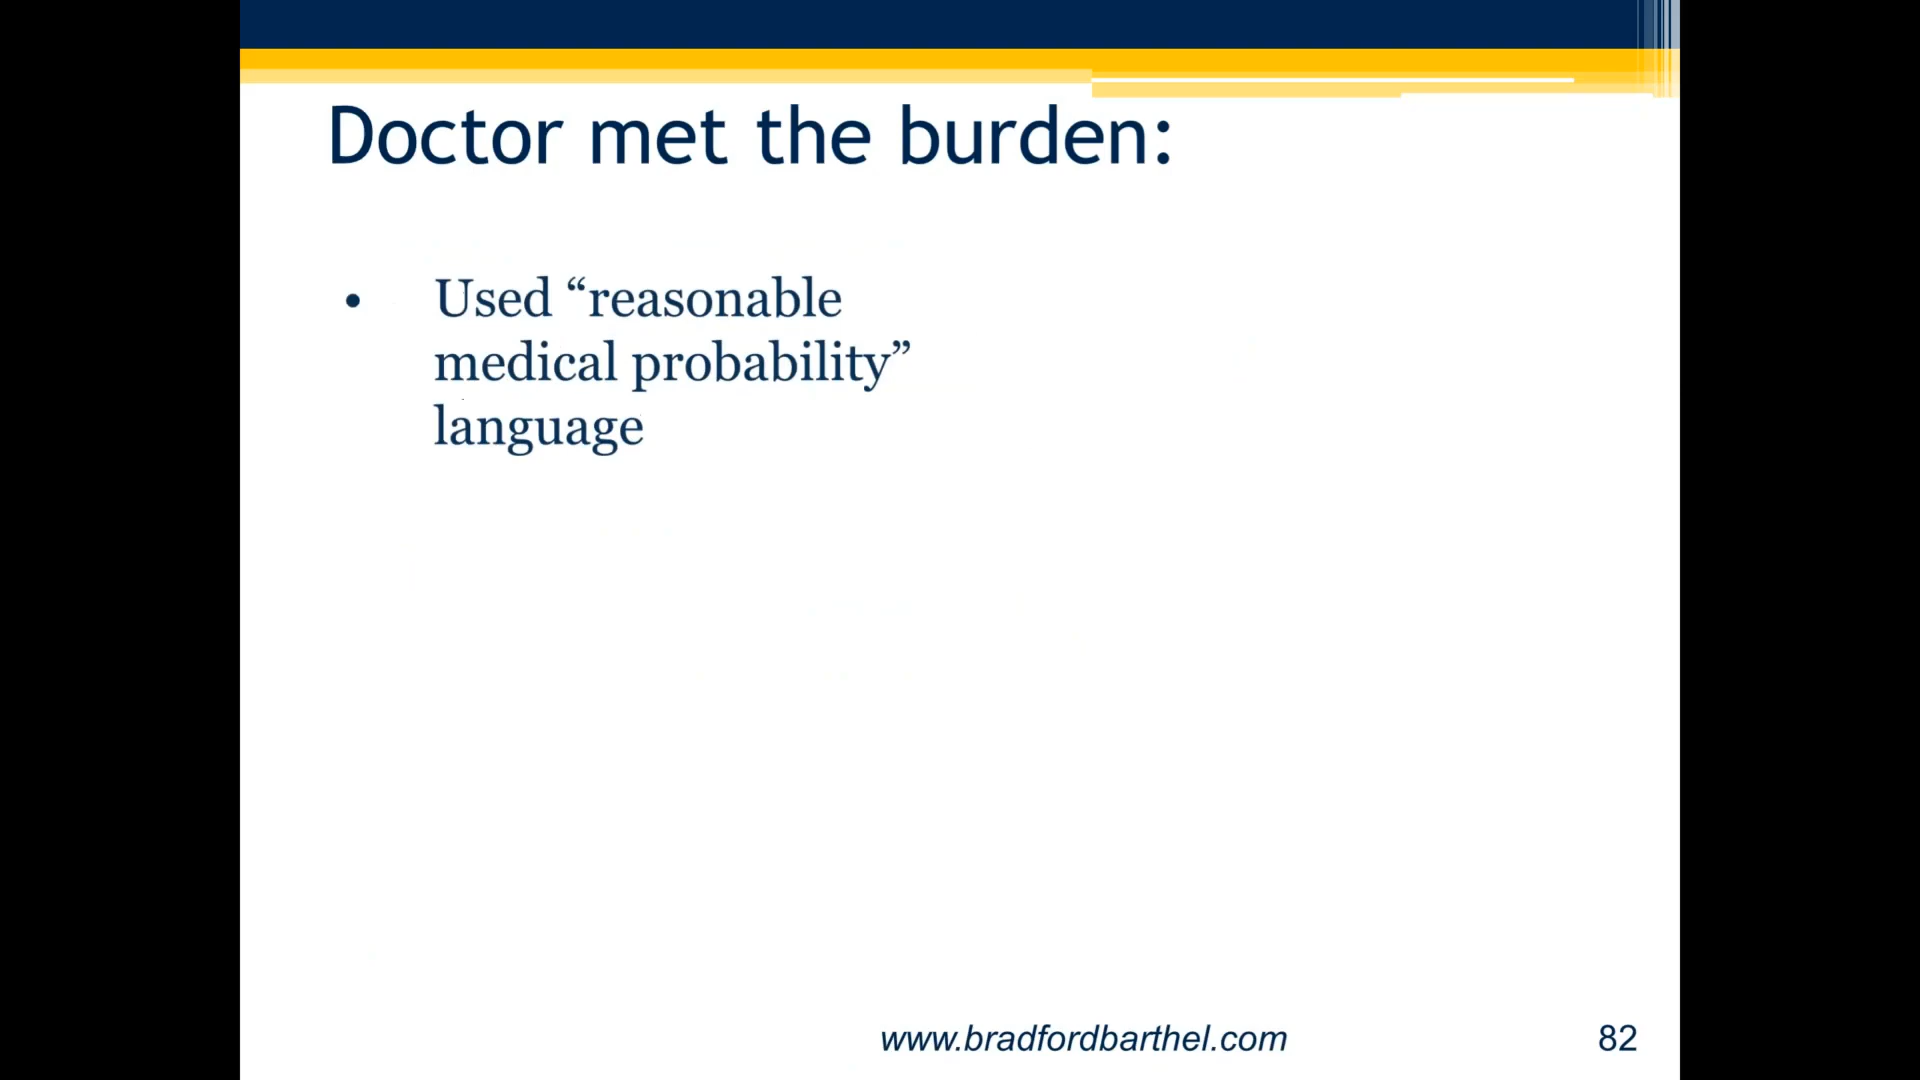 Doctor met the burden:
• Used “reasonable
medical probability”
language
www.bradfordbarthel.com
82